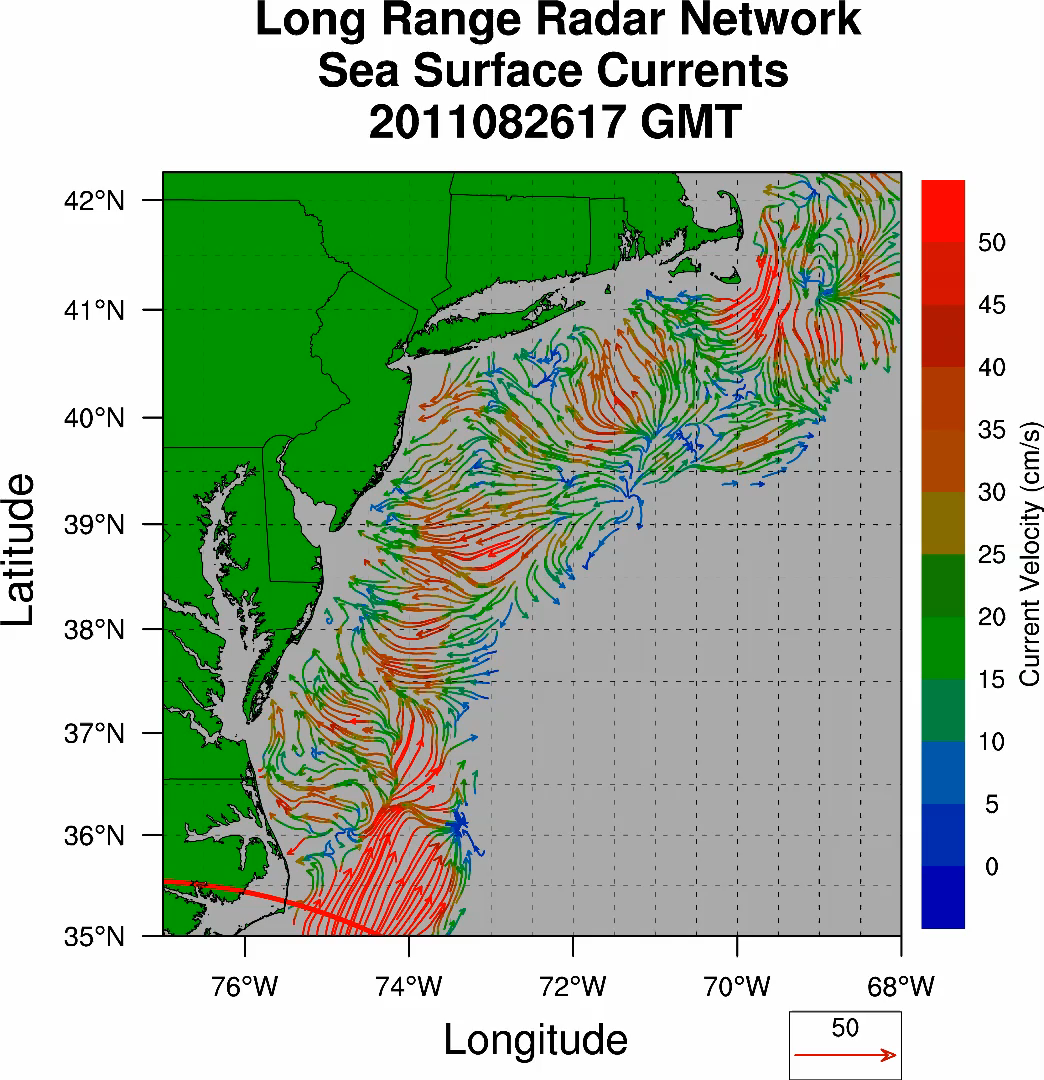 Long Range Radar Network
Sea Surface Currents
2011082617 GMT
42°N
41°N
40°N
39°N
38°N
37°N
36°N
35°N
Latitude
76°W
74°W
72°W
70°W
68°W
Longitude
50
45
40
35
30
25
20
15
10
5
0
Current Velocity (cm/s)
50